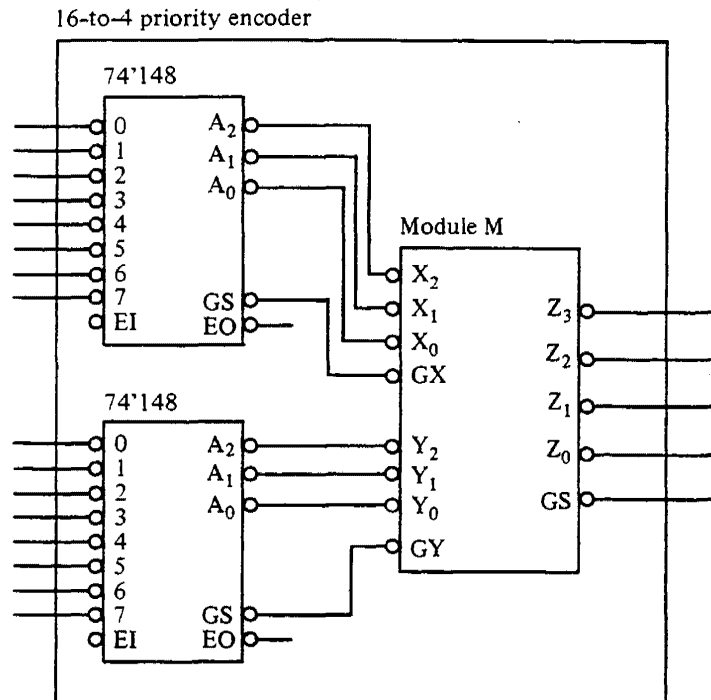 16-to-4 priority encoder
74'148
0
1
2
3
4
5
6
7
EI
A2
A1
A0
GS
EO
74'148
0
1
2
3
4
5
6
7
EI
A2
A1
A0
GS
EO
Module M
X2
X1
X0
GX
Y2
Y1
Y0
GY
Z3
Z2
Z1
Z0
GS